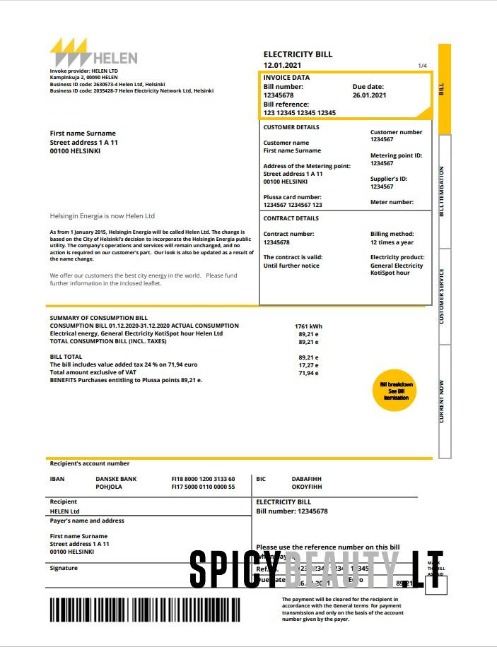 HELEN
Invoke provider: HELEN LTD
Kampinkuja 2, 00090 HELEN
Business ID code: 2630573-4 Helen Ltd, Helsinki
Business ID code: 2035428-7 Helen Electricity Network Ltd, Helsinki
ELECTRICITY BILL
12.01.2021
1/4
INVOICE DATA
Bill number:
12345678
Due date:
26.01.2021
Bill reference:
123 12345 12345 12345
First name Surname
Street address 1 A 11
00100 HELSINKI
CUSTOMER DETAILS
Customer name
First name Surname
Address of the Metering point:
Street address 1 A 11
00100 HELSINKI
Plussa card number:
1234567 1234567 123
Customer number
1234567
Metering point ID:
1234567
Supplier's ID:
1234567
Meter number:
Helsingin Energia is now Helen Ltd
As from 1 January 2015, Helsingin Energia will be called Helen Ltd. The change is
based on the City of Helsinki's decision to incorporate the Helsingin Energia public
utility. The company's operations and services will remain unchanged, and no
action is required on our customer's part. Our look is also be updated as a result of
the name change.
We offer our customers the best city energy in the world. Please fund
further information in the inclosed leaflet.
CONTRACT DETAILS
Contract number:
12345678
The contract is valid:
Until further notice
Billing method:
12 times a year
Electricity product:
General Electricity
KotiSpot hour
BILL
BILL ITEMISATION
CUSTOMER SERVICE
CURRENT NOW
SUMMARY OF CONSUMPTION BILL
CONSUMPTION BILL 01.12.2020-31.12.2020 ACTUAL CONSUMPTION 1761 kWh
Electrical energy, General Electricity KotiSpot hour Helen Ltd 89,21 e
TOTAL CONSUMPTION BILL (INCL. TAXES) 89,21 e
BILL TOTAL 89,21 e
The bill includes value added tax 24 % on 71,94 euro 17,27 e
Total amount exclusive of VAT 71,94 e
BENEFITS Purchases entitling to Plussa points 89,21 e.
Bill breakdown
See Bill
itemisation
Recipient's account number
IBAN DANSKE BANK FI18 8000 1200 3133 60 BIC DABAFIHH
POHJOLA FI17 5000 0110 0000 55 OKOYFIHH
Recipient
HELEN Ltd
ELECTRICITY BILL
Bill number: 12345678
Payer's name and address
First name Surname
Street address 1 A 11
00100 HELSINKI
Please use the reference number on this bill
Signature
SPICYBEAUTY.LT
The payment will be cleared for the recipient in
accordance with the General terms for payment
transmission and only on the basis of the account
number given by the payer.